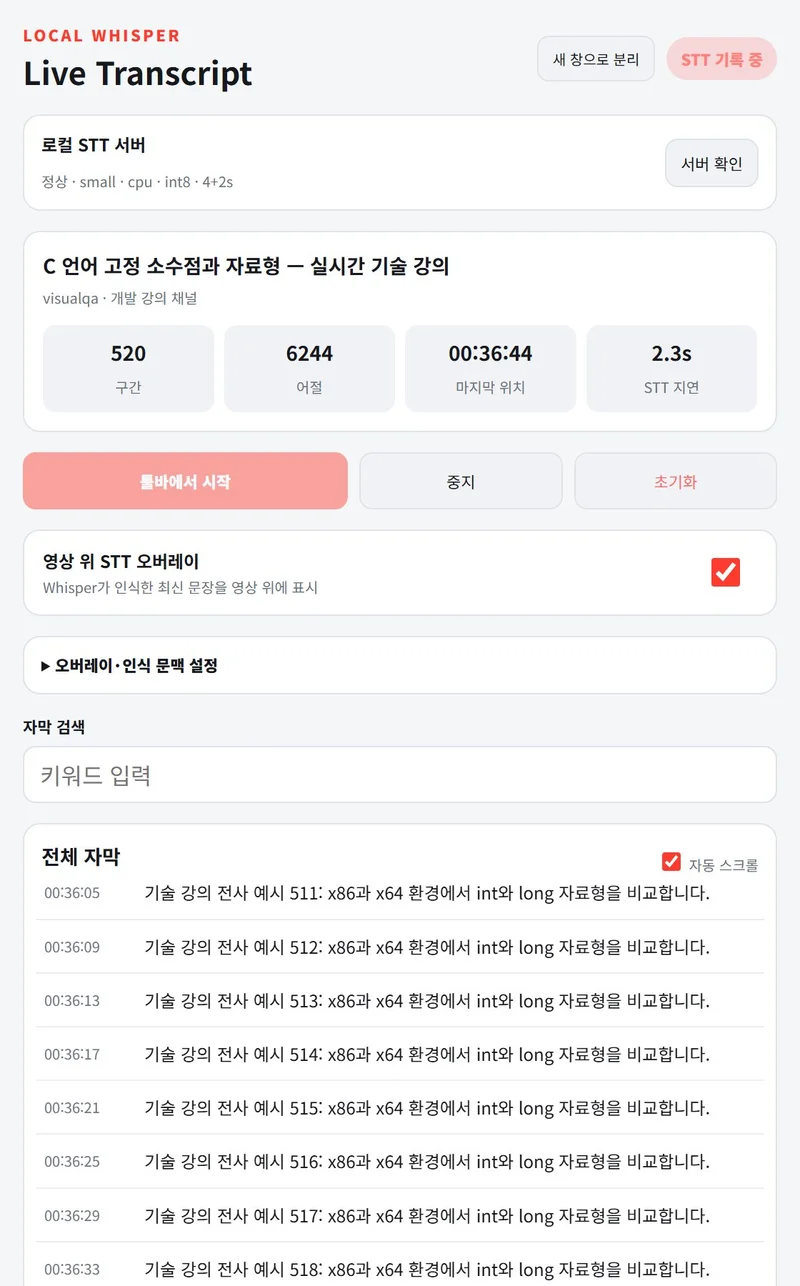 LOCAL WHISPER
Live Transcript
새 창으로 분리
STT 기록 중
로컬 STT 서버
정상 · small · cpu · int8 · 4+2s
서버 확인
C 언어 고정 소수점과 자료형 — 실시간 기술 강의
visualqa · 개발 강의 채널
520
구간
6244
어절
00:36:44
마지막 위치
2.3s
STT 지연
툴바에서 시작
중지
초기화
영상 위 STT 오버레이
Whisper가 인식한 최신 문장을 영상 위에 표시
▶ 오버레이·인식 문맥 설정
자막 검색
키워드 입력
전체 자막
자동 스크롤
00:36:05 기술 강의 전사 예시 511: x86과 x64 환경에서 int와 long 자료형을 비교합니다.
00:36:09 기술 강의 전사 예시 512: x86과 x64 환경에서 int와 long 자료형을 비교합니다.
00:36:13 기술 강의 전사 예시 513: x86과 x64 환경에서 int와 long 자료형을 비교합니다.
00:36:17 기술 강의 전사 예시 514: x86과 x64 환경에서 int와 long 자료형을 비교합니다.
00:36:21 기술 강의 전사 예시 515: x86과 x64 환경에서 int와 long 자료형을 비교합니다.
00:36:25 기술 강의 전사 예시 516: x86과 x64 환경에서 int와 long 자료형을 비교합니다.
00:36:29 기술 강의 전사 예시 517: x86과 x64 환경에서 int와 long 자료형을 비교합니다.
00:36:33 기술 강의 전사 예시 518: x86과 x64 환경에서 int와 long 자료형을 비교합니다.